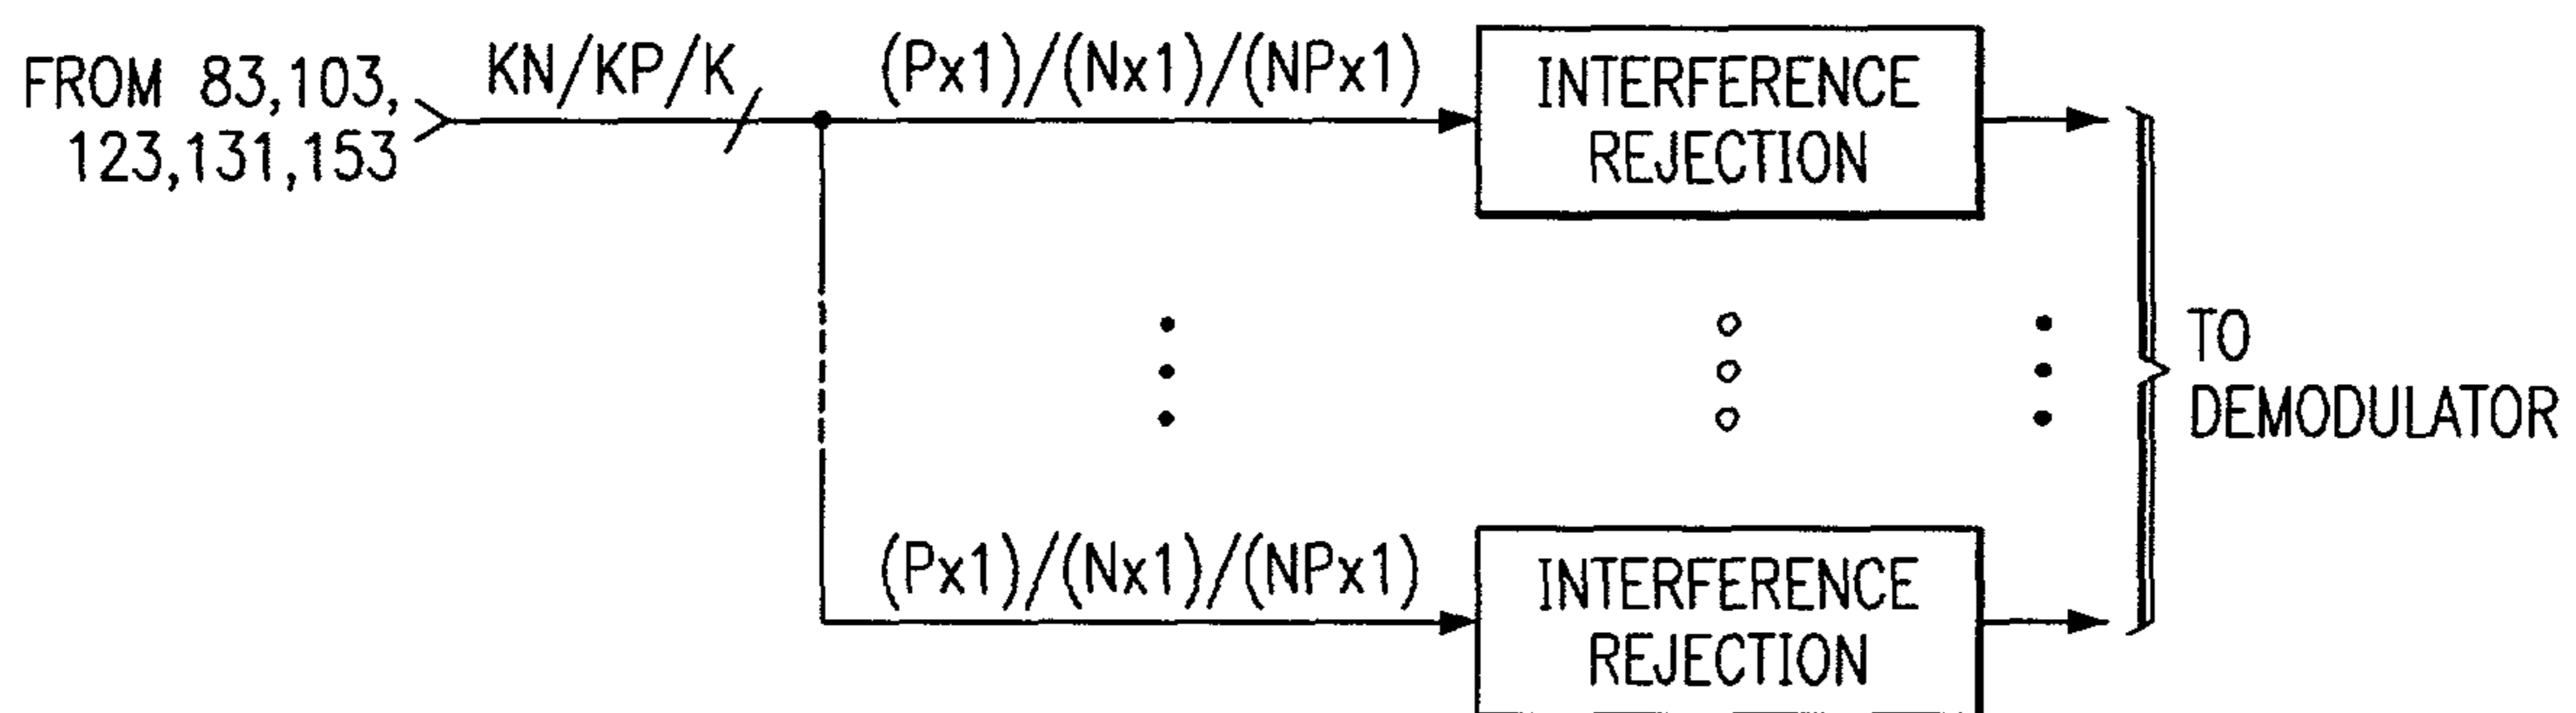 FROM 83,103,
123,131,153
KN/KP/K
(Px1)/(Nx1)/(NPx1)
INTERFERENCE
REJECTION
TO
DEMODULATOR
(Px1)/(Nx1)/(NPx1)
INTERFERENCE
REJECTION